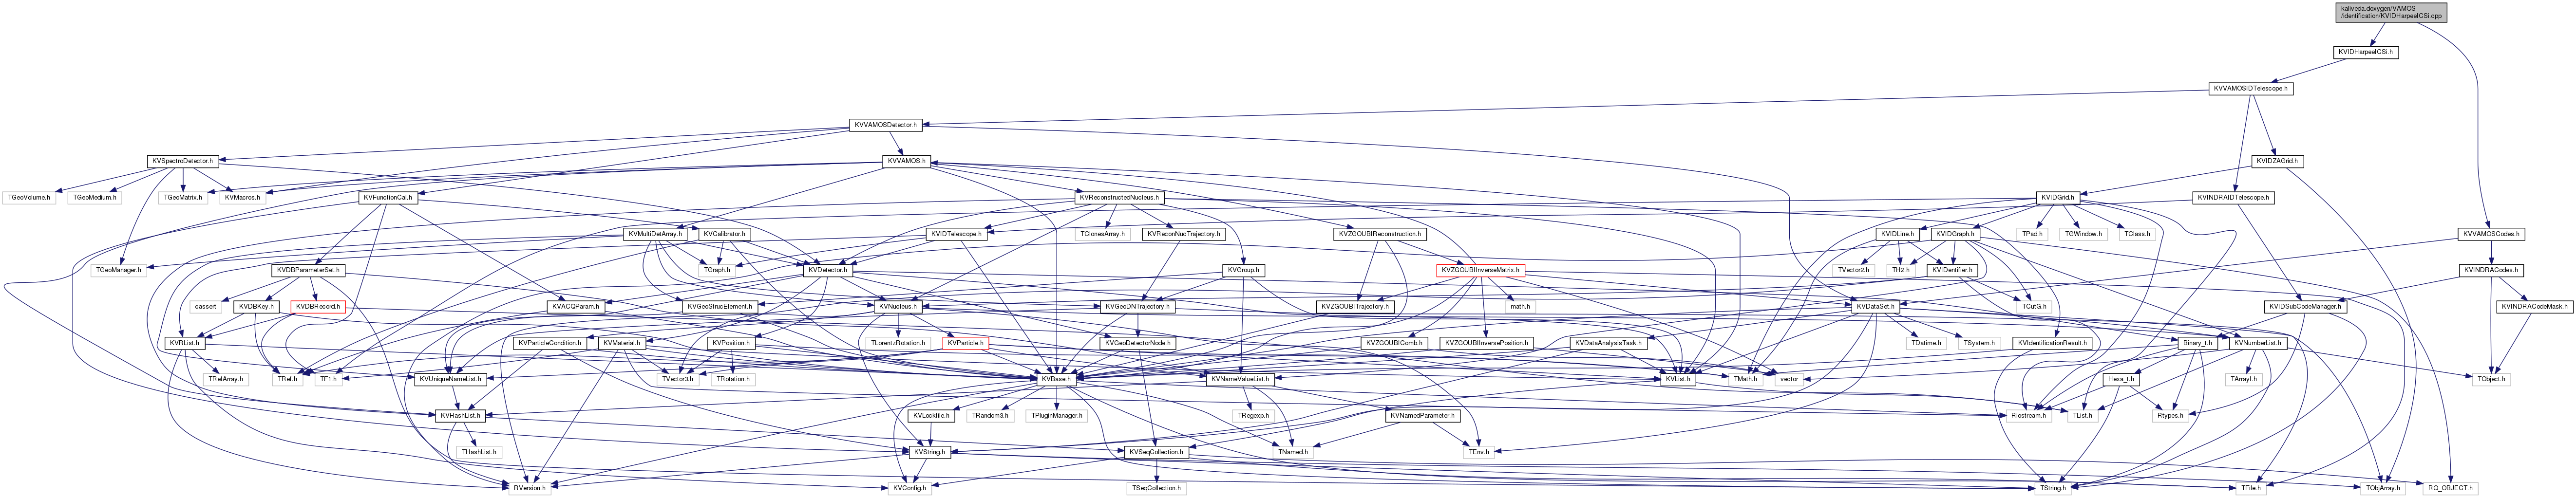 kaliveda.doxygen/VAMOS
/identification/KVIDHarpeeICSi.cpp
KVIDHarpeeICSi.h
KVVAMOSIDTelescope.h
KVVAMOSDetector.h
KVSpectroDetector.h
KVVAMOS.h
KVIDZAGrid.h
TGeoVolume.h
TGeoMedium.h
TGeoMatrix.h
KVMacros.h
KVFunctionCal.h
KVReconstructedNucleus.h
KVIDGrid.h
KVINDRAIDTelescope.h
KVMultiDetArray.h
KVCalibrator.h
KVIDTelescope.h
TClonesArray.h
KVReconNucTrajectory.h
KVZGOUBIReconstruction.h
KVIDLine.h
KVIDGraph.h
TPad.h
TGWindow.h
TClass.h
KVVAMOSCodes.h
TGeoManager.h
KVDBParameterSet.h
TGraph.h
KVDetector.h
KVGroup.h
KVZGOUBIInverseMatrix.h
TVector2.h
TH2.h
KVIDentifier.h
KVINDRACodes.h
cassert
KVDBKey.h
KVDBRecord.h
KVACQParam.h
KVGeoStrucElement.h
KVNucleus.h
KVGeoDNTrajectory.h
KVZGOUBITrajectory.h
math.h
KVDataSet.h
TCutG.h
KVIDSubCodeManager.h
KVINDRACodeMask.h
KVRList.h
KVParticleCondition.h
KVMaterial.h
KVPosition.h
TLorentzRotation.h
KVParticle.h
KVGeoDetectorNode.h
KVZGOUBIComb.h
KVZGOUBIInversePosition.h
KVDataAnalysisTask.h
TDatime.h
TSystem.h
KVIdentificationResult.h
KVNumberList.h
Binary_t.h
TRefArray.h
TRef.h
TF1.h
KVUniqueNameList.h
TVector3.h
TRotation.h
KVBase.h
KVNameValueList.h
KVList.h
TMath.h
vector
Hexa_t.h
TArrayI.h
TObject.h
KVHashList.h
KVLockfile.h
TRandom3.h
TPluginManager.h
TRegexp.h
KVNamedParameter.h
Riostream.h
TList.h
Rtypes.h
THashList.h
KVString.h
KVSeqCollection.h
TNamed.h
TEnv.h
RVersion.h
KVConfig.h
TSeqCollection.h
TString.h
TFile.h
TObjArray.h
RQ_OBJECT.h